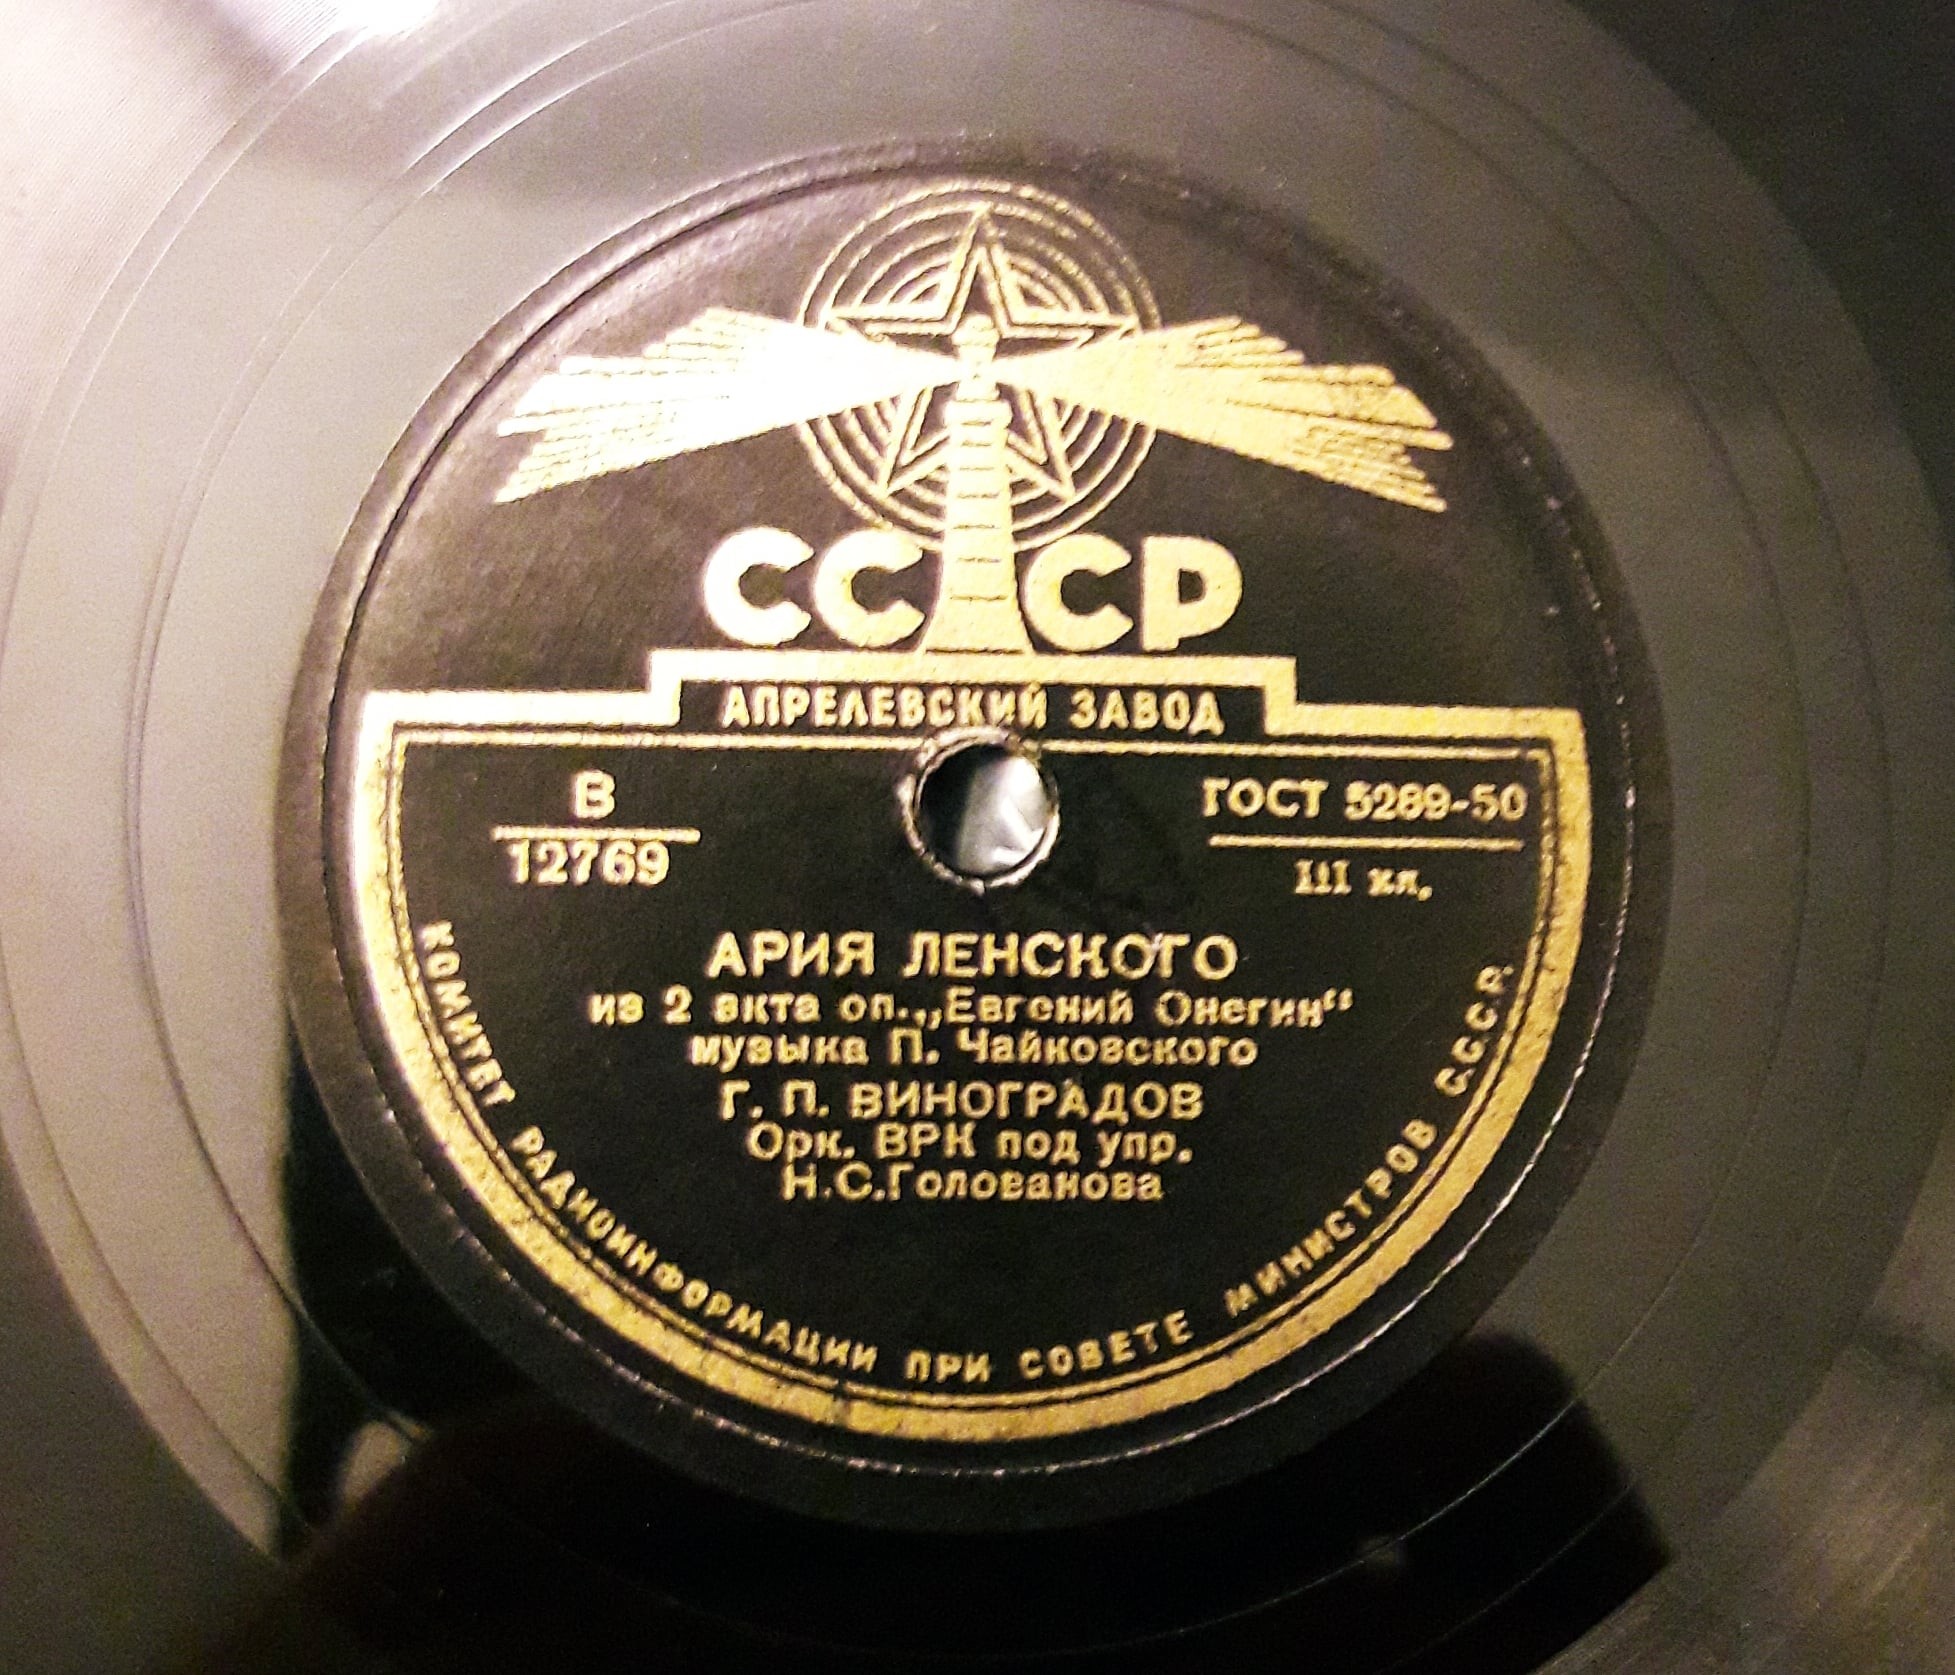 СССР
АПРЕЛЕВСКИЙ ЗАВОД
В
12769
ГОСТ 5289-50
III кл.
АРИЯ ЛЕНСКОГО
из 2 акта оп. „Евгений Онегин“
музыка П. Чайковского
Г. П. ВИНОГРАДОВ
Орк. ВРК под упр.
Н.С.Голованова
КОМИТЕТ РАДИОИНФОРМАЦИИ ПРИ СОВЕТЕ МИНИСТРОВ С.С.С.Р.